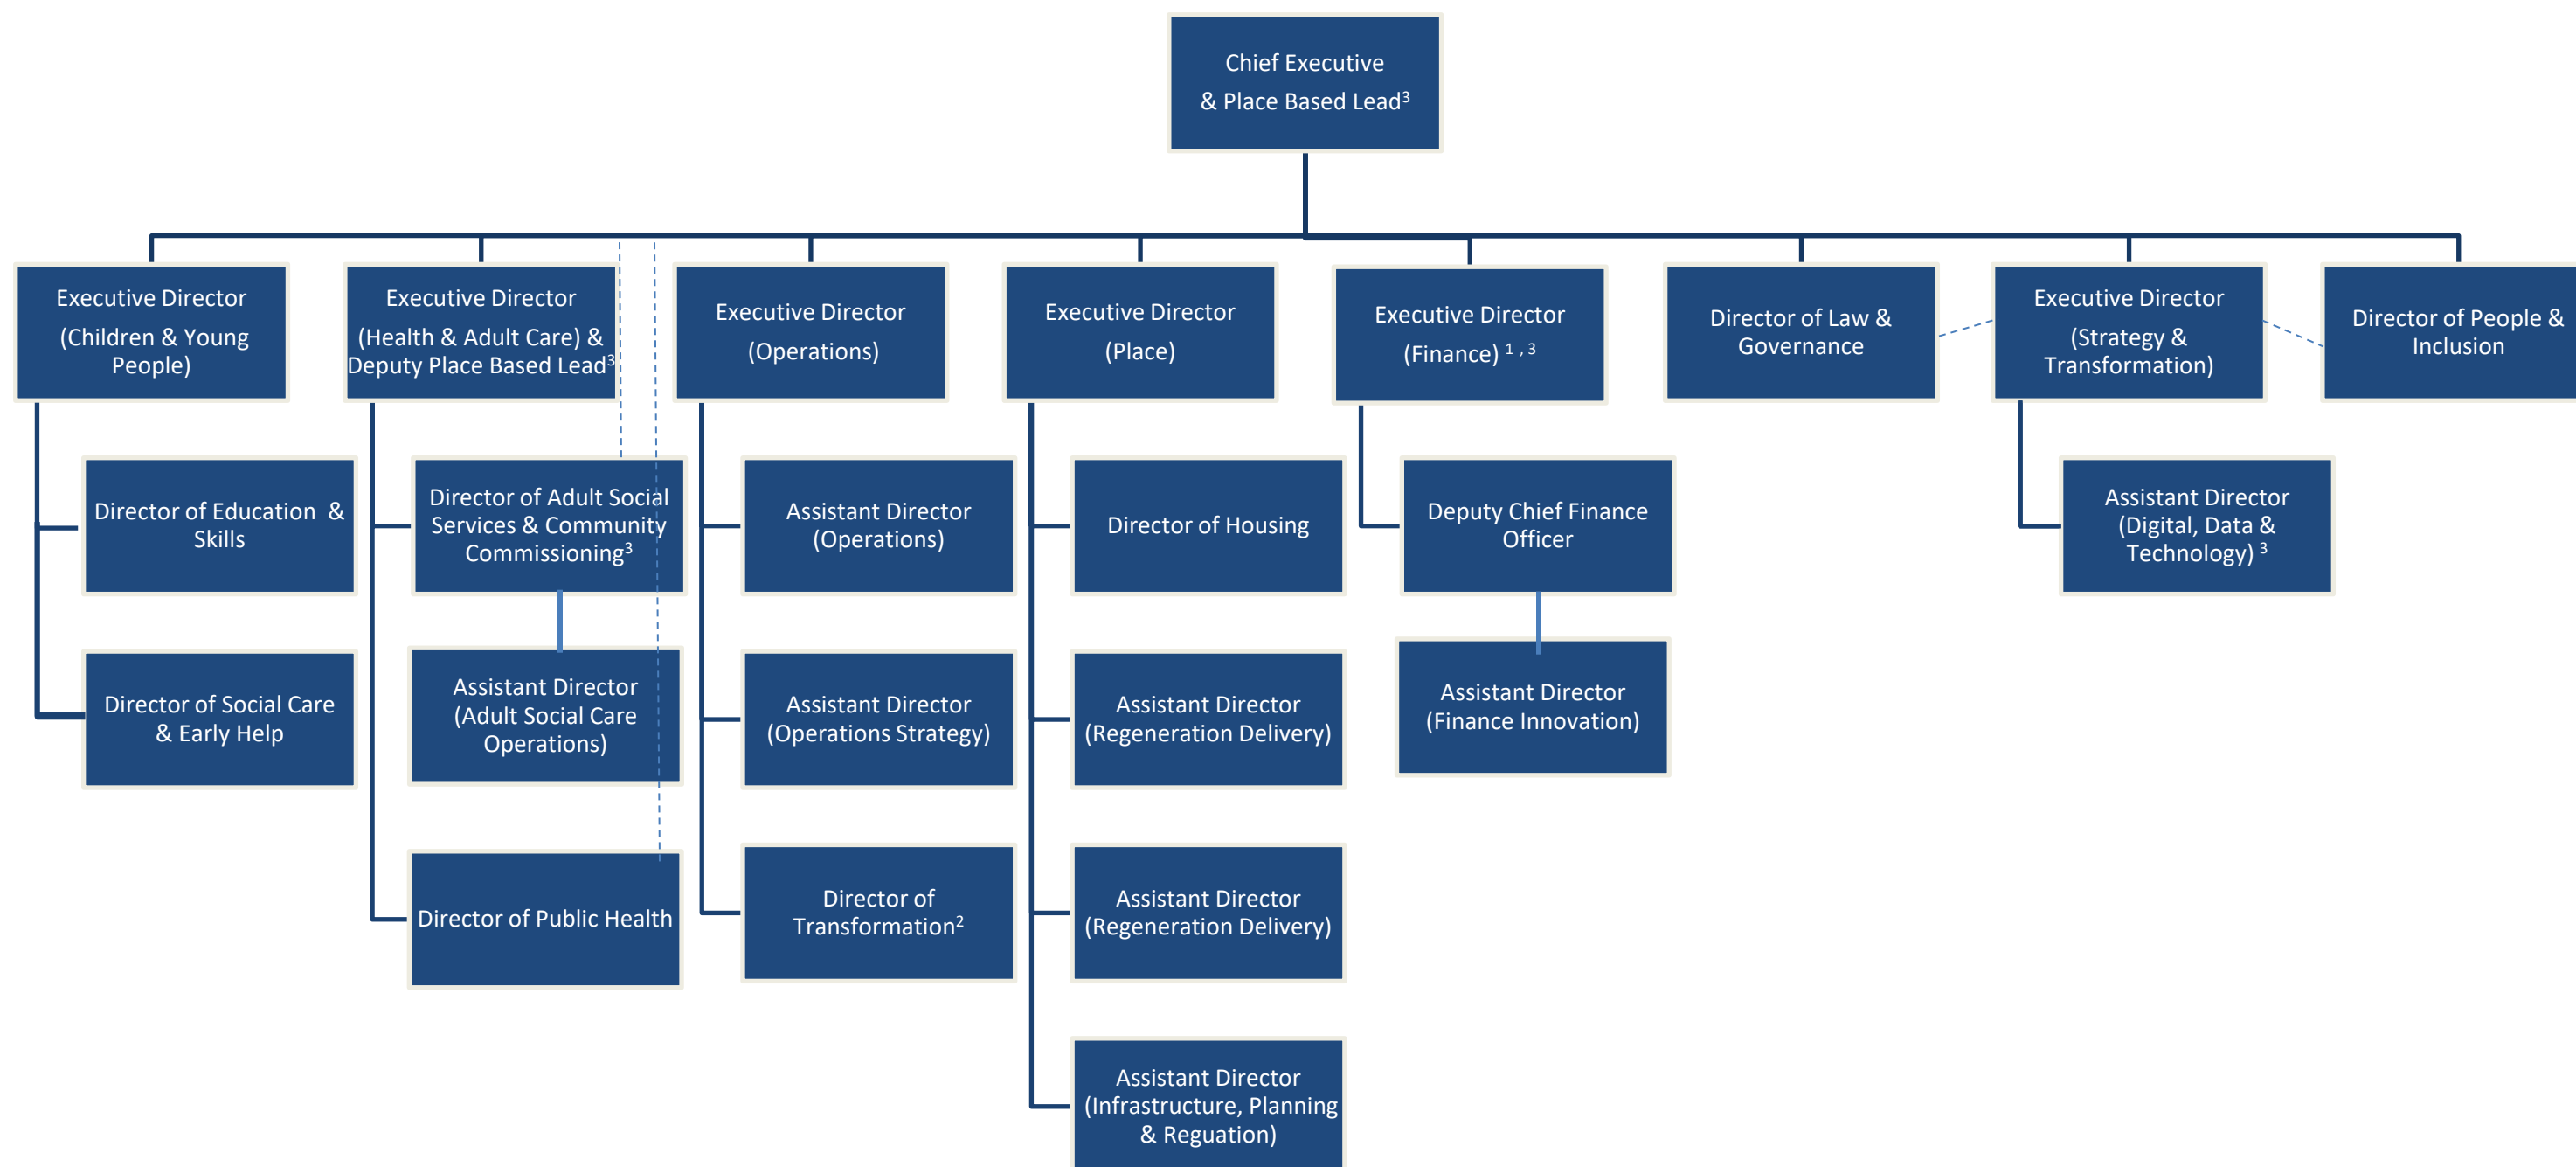 Chief Executive
& Place Based Lead³
Executive Director
(Children & Young
People)
Executive Director
(Health & Adult Care) &
Deputy Place Based Lead³
Executive Director
(Operations)
Executive Director
(Place)
Executive Director
(Finance) ¹ , ³
Director of Law &
Governance
Executive Director
(Strategy &
Transformation)
Director of People &
Inclusion
Director of Education &
Skills
Director of Adult Social
Services & Community
Commissioning³
Assistant Director
(Operations)
Director of Housing
Deputy Chief Finance
Officer
Assistant Director
(Digital, Data &
Technology) ³
Director of Social Care
& Early Help
Assistant Director
(Adult Social Care
Operations)
Assistant Director
(Operations Strategy)
Assistant Director
(Regeneration Delivery)
Assistant Director
(Finance Innovation)
Director of Public Health
Director of
Transformation²
Assistant Director
(Regeneration Delivery)
Assistant Director
(Infrastructure, Planning
& Reguation)